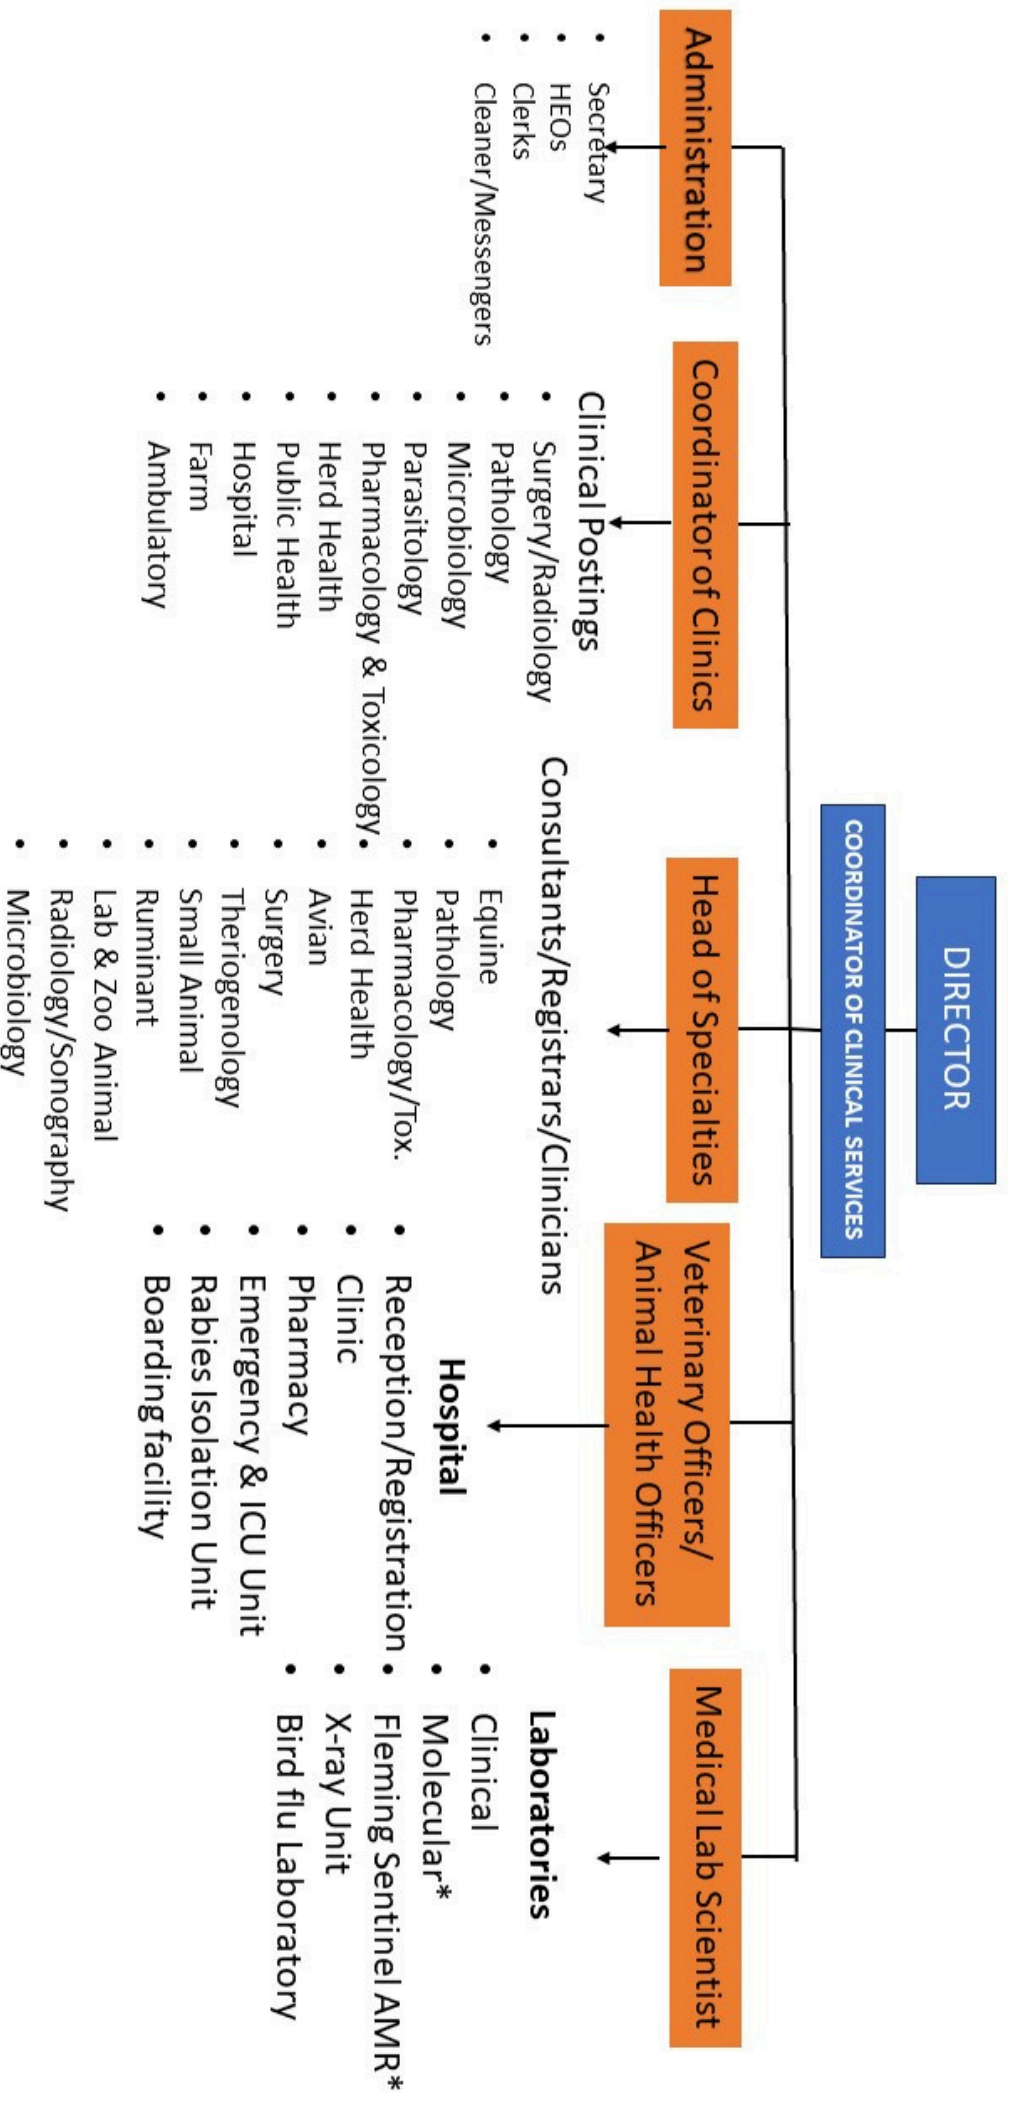 DIRECTOR
COORDINATOR OF CLINICAL SERVICES
Administration
• Secretary
• HEOs
• Clerks
• Cleaner/Messengers
Coordinator of Clinics
Clinical Postings
• Surgery/Radiology
• Pathology
• Microbiology
• Parasitology
• Pharmacology & Toxicology
• Herd Health
• Public Health
• Hospital
• Farm
• Ambulatory
Head of Specialties
Consultants/Registrars/Clinicians
• Equine
• Pathology
• Pharmacology/Tox.
• Herd Health
• Avian
• Surgery
• Theriogenology
• Small Animal
• Ruminant
• Lab & Zoo Animal
• Radiology/Sonography
• Microbiology
Veterinary Officers/
Animal Health Officers
Hospital
• Reception/Registration
• Clinic
• Pharmacy
• Emergency & ICU Unit
• Rabies Isolation Unit
• Boarding facility
Medical Lab Scientist
Laboratories
• Clinical
• Molecular*
• Fleming Sentinel AMR*
• X-ray Unit
• Bird flu Laboratory